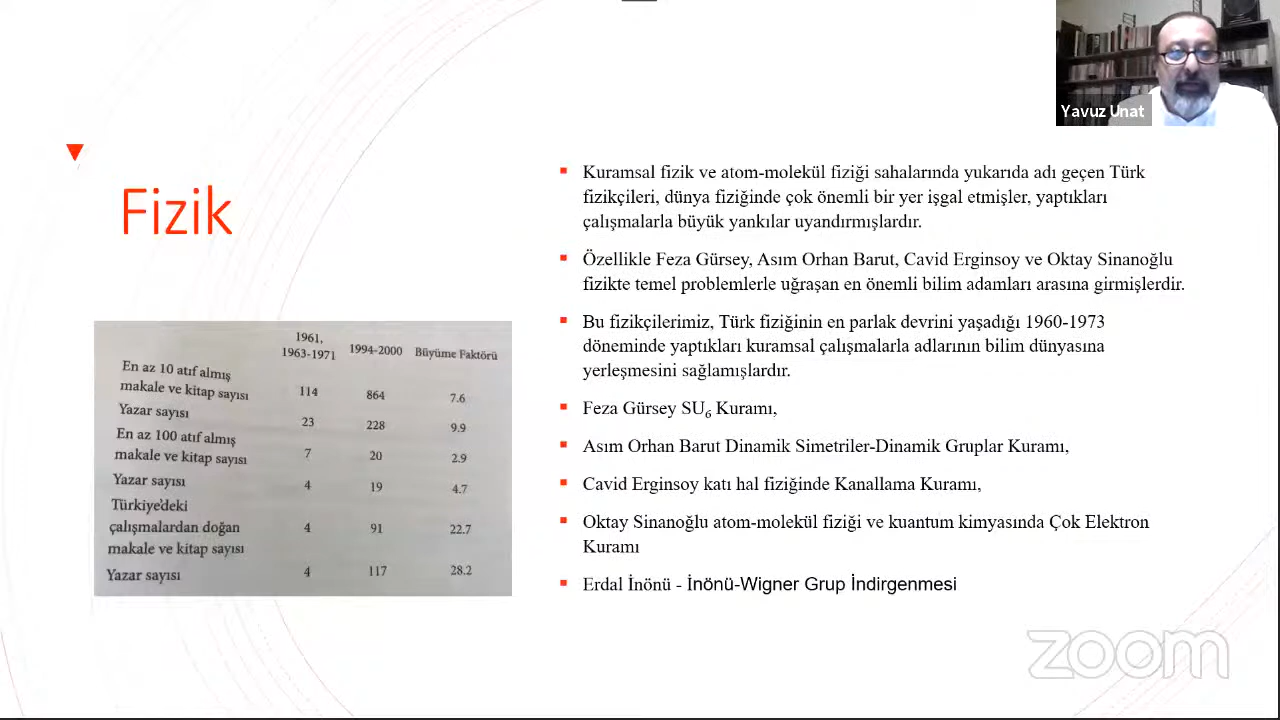 Yavuz Unat
Fizik
Kuramsal fizik ve atom-molekül fiziği sahalarında yukarıda adı geçen Türk
fizikçileri, dünya fiziğinde çok önemli bir yer işgal etmişler, yaptıkları
çalışmalarla büyük yankılar uyandırmışlardır.
Özellikle Feza Gürsey, Asım Orhan Barut, Cavid Erginsoy ve Oktay Sinanoğlu
fizikte temel problemlerle uğraşan en önemli bilim adamları arasına girmişlerdir.
Bu fizikçilerimiz, Türk fiziğinin en parlak devrini yaşadığı 1960-1973
döneminde yaptıkları kuramsal çalışmalarla adlarının bilim dünyasına
yerleşmesini sağlamışlardır.
Feza Gürsey SU6 Kuramı,
Asım Orhan Barut Dinamik Simetriler-Dinamik Gruplar Kuramı,
Cavid Erginsoy katı hal fiziğinde Kanallama Kuramı,
Oktay Sinanoğlu atom-molekül fiziği ve kuantum kimyasında Çok Elektron
Kuramı
Erdal İnönü - İnönü-Wigner Grup İndirgenmesi
1961,
1963-1971 1994-2000 Büyüme Faktörü
En az 10 atıf almış
makale ve kitap sayısı 114 864 7.6
Yazar sayısı 23 228 9.9
En az 100 atıf almış
makale ve kitap sayısı 7 20 2.9
Yazar sayısı 4 19 4.7
Türkiye'deki
çalışmalardan doğan 4 91 22.7
makale ve kitap sayısı
Yazar sayısı 4 117 28.2
zoom